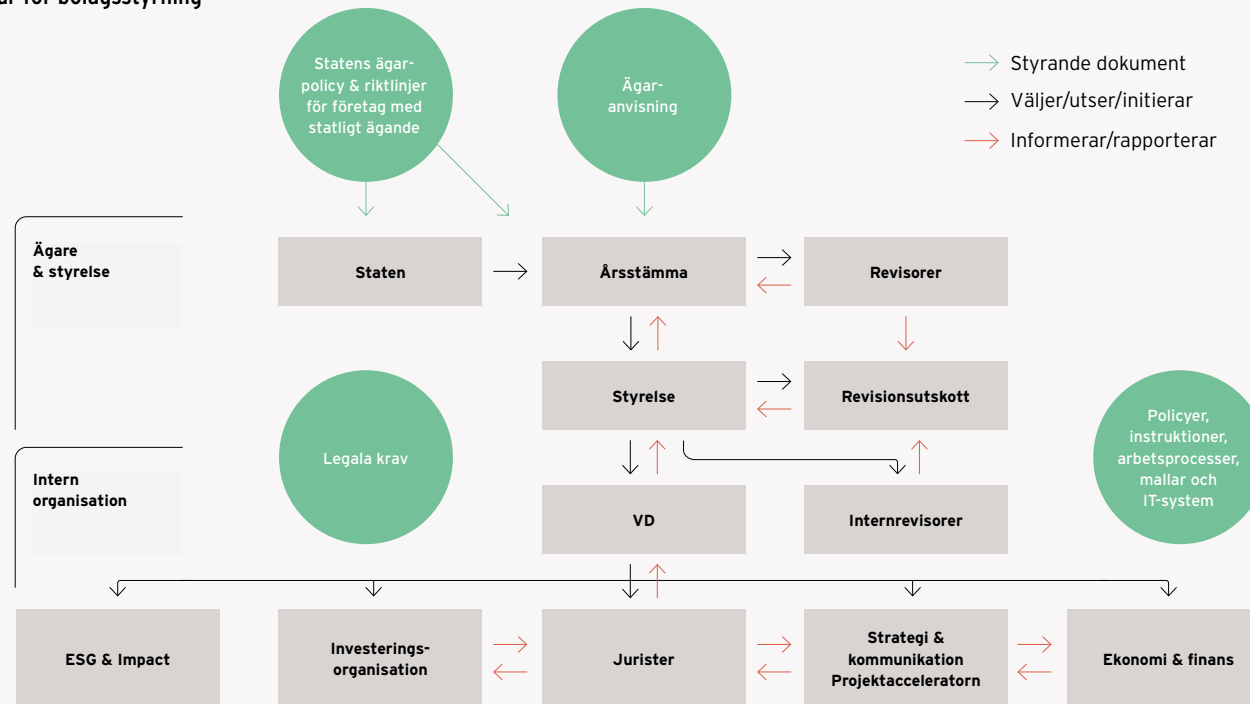 för bolagsstyrning
Statens ägar-
policy & riktlinjer
för företag med
statligt ägande
Ägar-
anvisning
Styrande dokument
Väljer/utser/initierar
Informerar/rapporterar
Ägare
& styrelse
Staten
Årsstämma
Revisorer
Styrelse
Revisionsutskott
Legala krav
Policyer,
instruktioner,
arbetsprocesser,
mallar och
IT-system
Intern
organisation
VD
Internrevisorer
ESG & Impact
Investerings-
organisation
Jurister
Strategi &
kommunikation
Projektacceleratorn
Ekonomi & finans